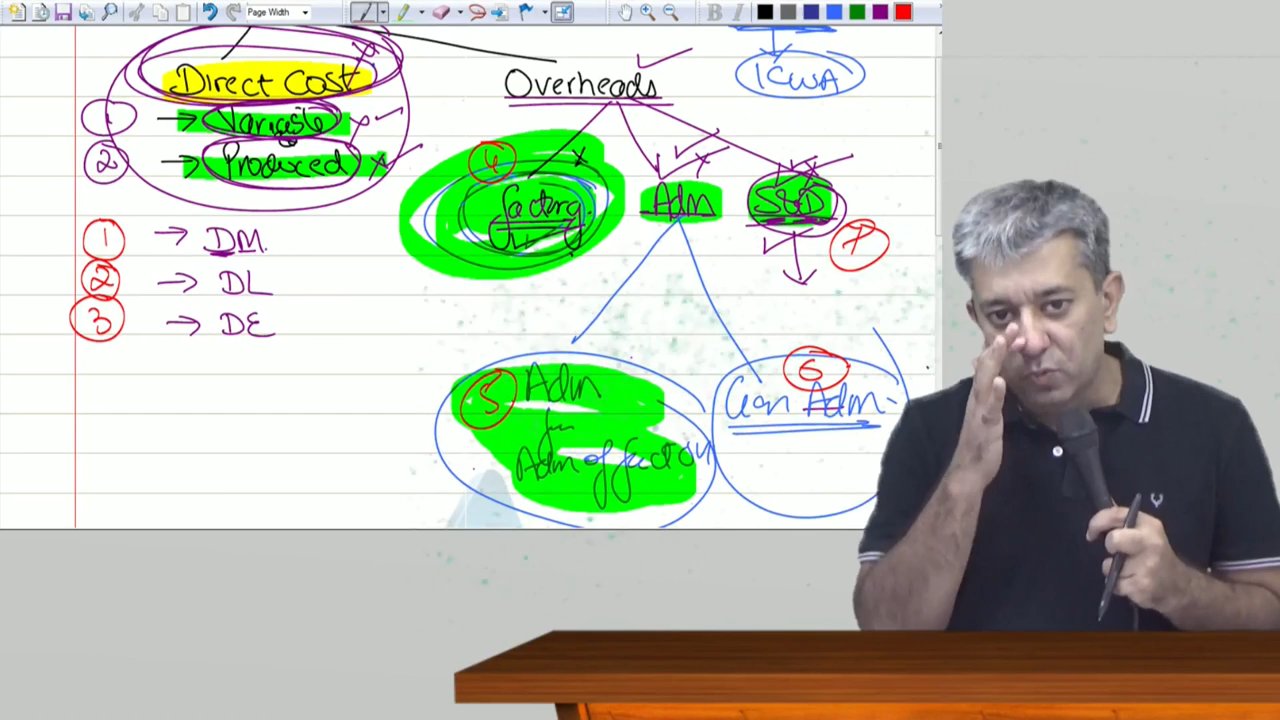 Page Width
B I
Direct Cost
① → Variable
② → Produced
① → DM.
② → DL
③ → DE
Overheads
ICWA
④ factory
Adm
S&D
⑦
⑤ Adm
for
Adm of factory
⑥
Gen Adm.